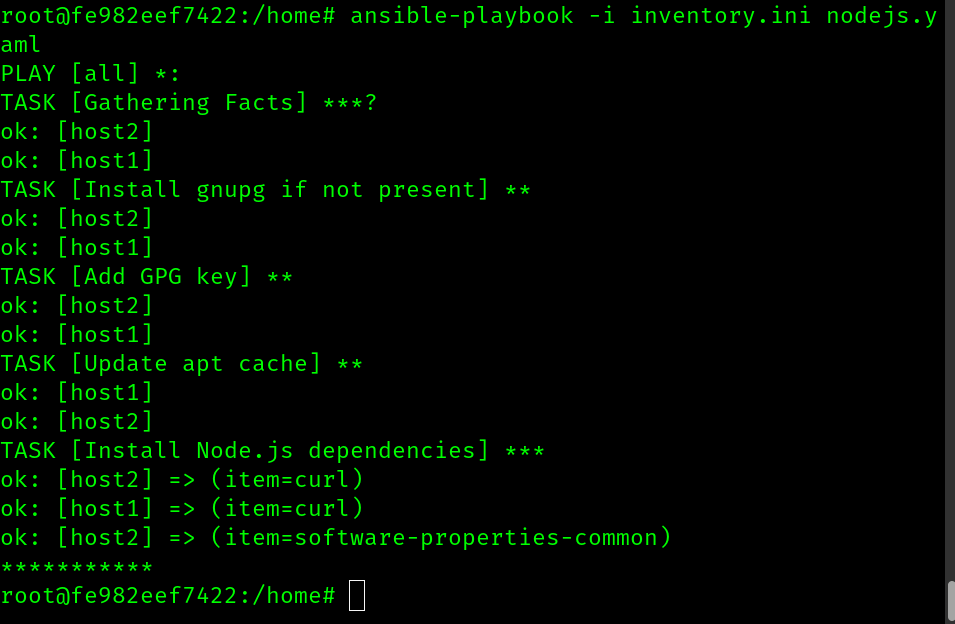 root@fe982eef7422:/home# ansible-playbook -i inventory.ini nodejs.y
aml
PLAY [all] *:
TASK [Gathering Facts] ***?
ok: [host2]
ok: [host1]
TASK [Install gnupg if not present] **
ok: [host2]
ok: [host1]
TASK [Add GPG key] **
ok: [host2]
ok: [host1]
TASK [Update apt cache] **
ok: [host1]
ok: [host2]
TASK [Install Node.js dependencies] ***
ok: [host2] => (item=curl)
ok: [host1] => (item=curl)
ok: [host2] => (item=software-properties-common)
***********
root@fe982eef7422:/home#